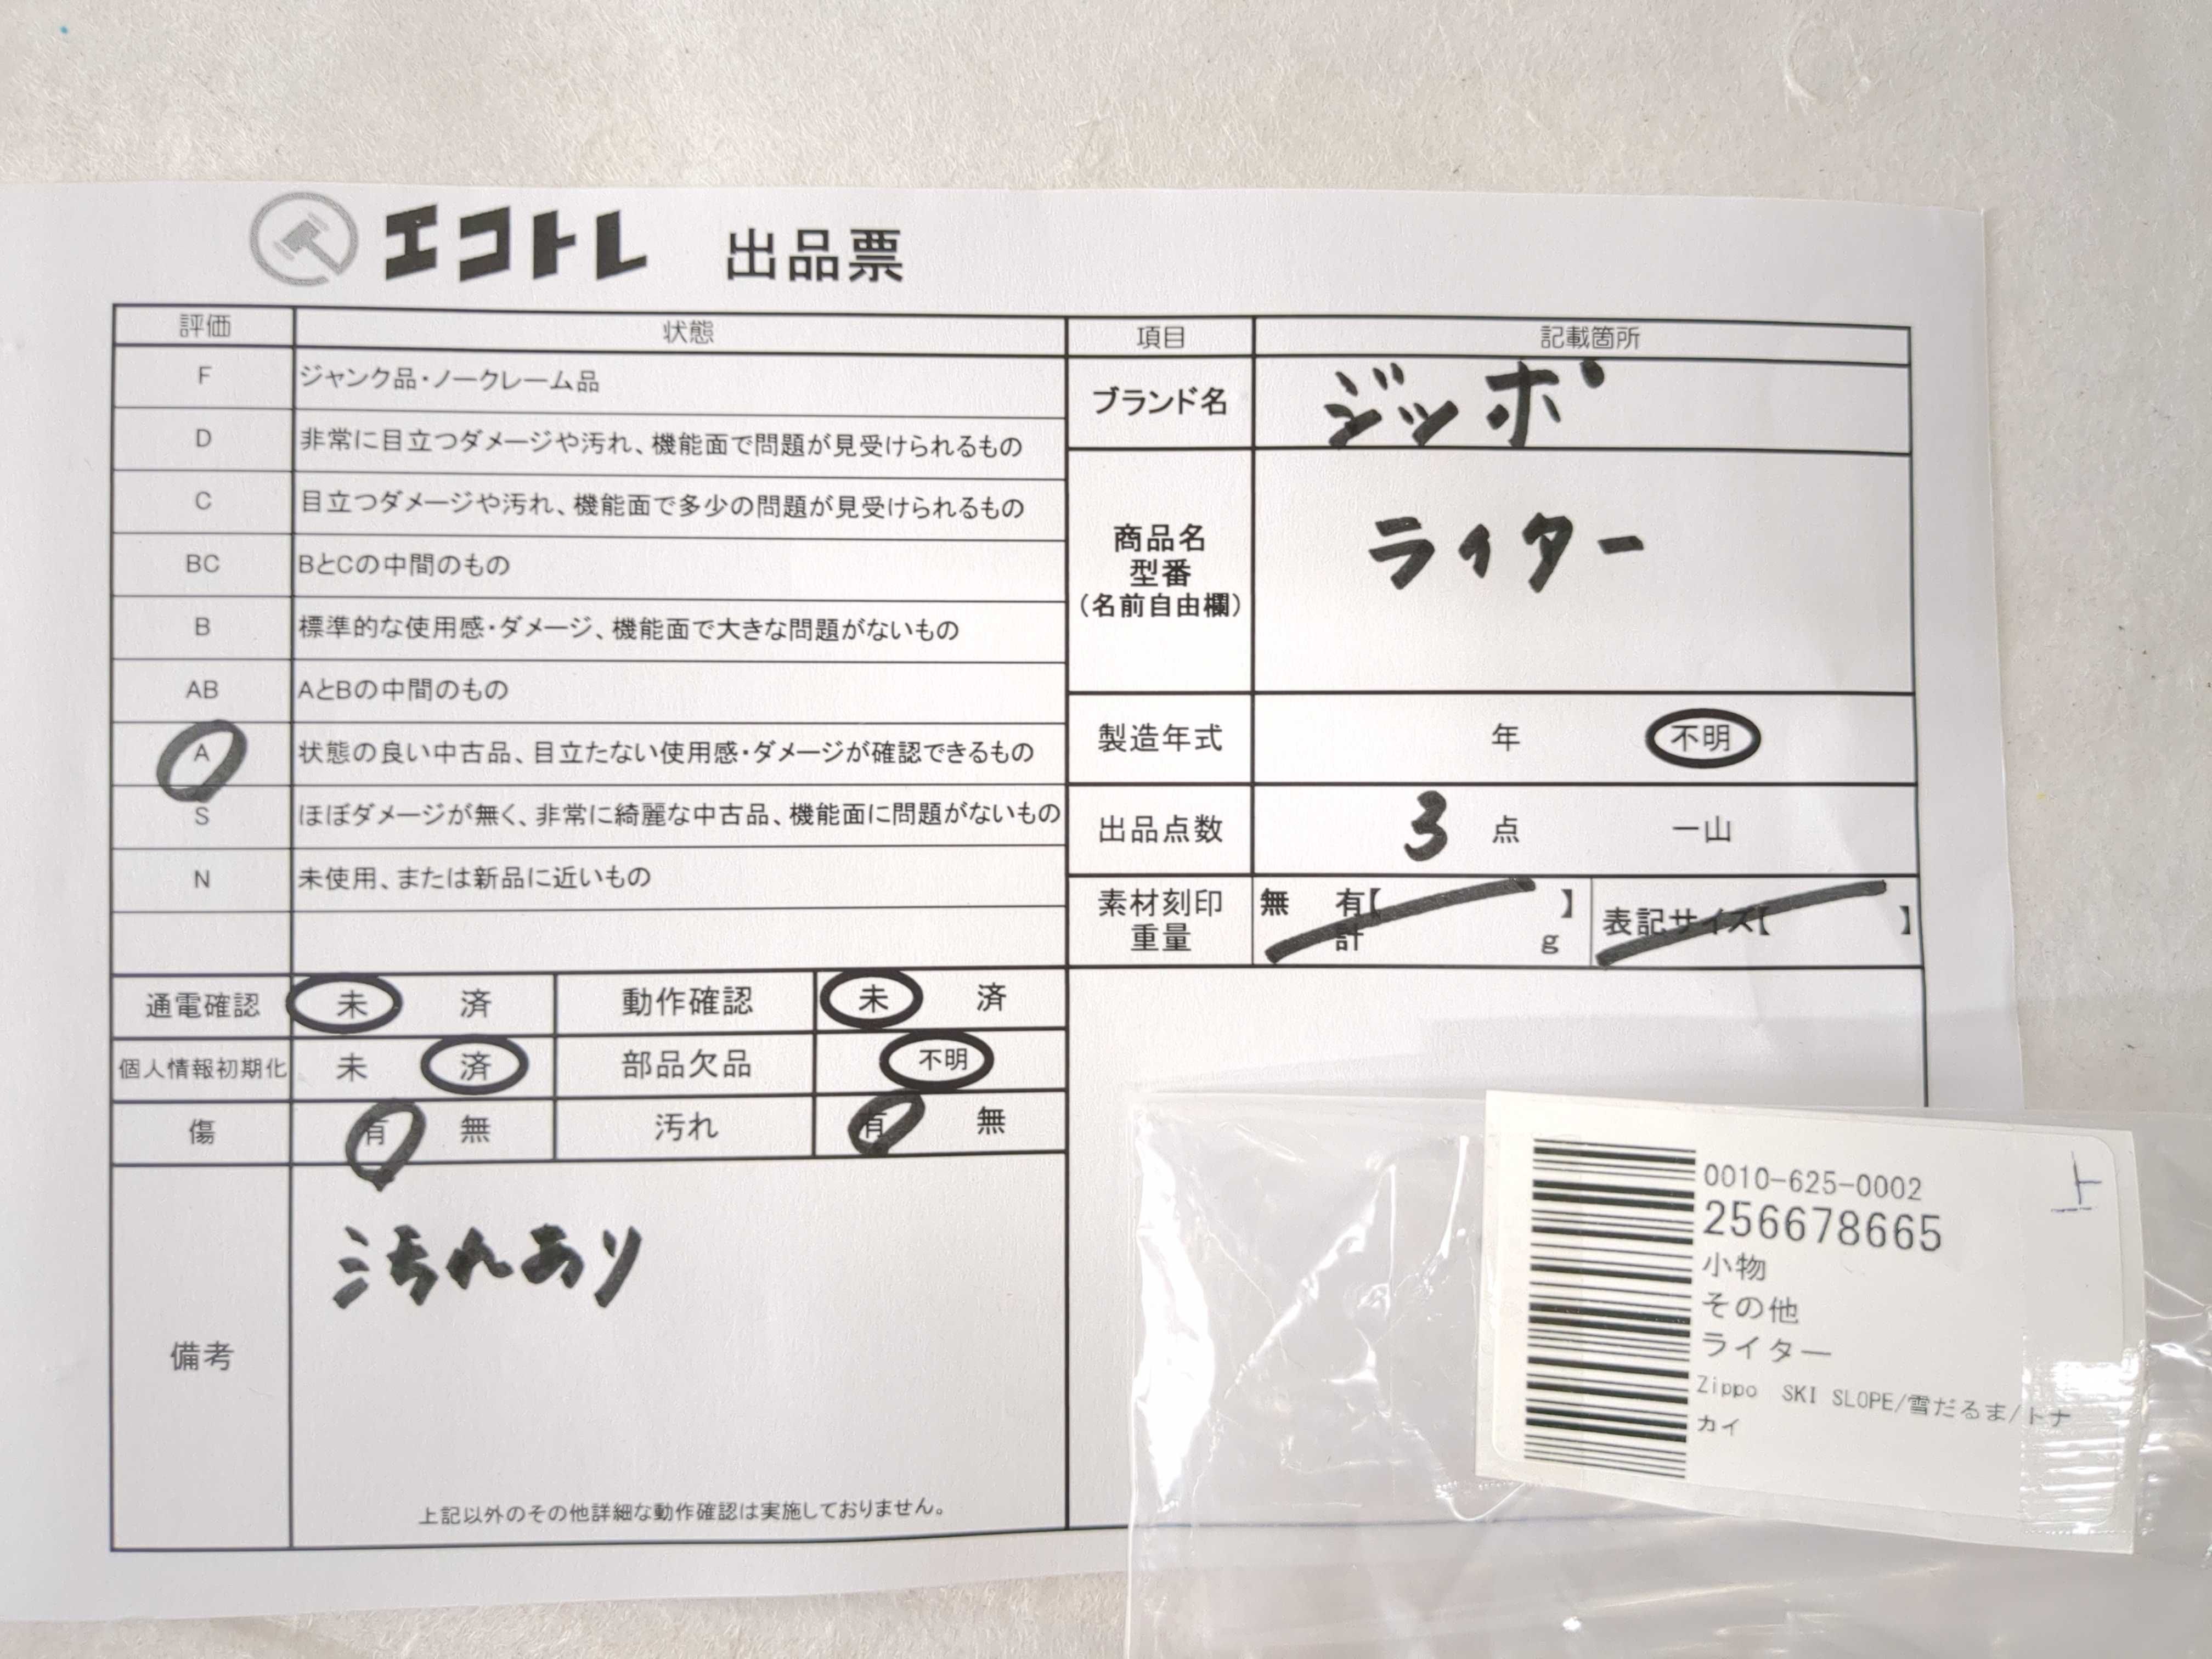 エコトレ 出品票
評価 状態
F ジャンク品・ノークレーム品
D 非常に目立つダメージや汚れ、機能面で問題が見受けられるもの
C 目立つダメージや汚れ、機能面で多少の問題が見受けられるもの
BC BとCの中間のもの
B 標準的な使用感・ダメージ、機能面で大きな問題がないもの
AB AとBの中間のもの
A 状態の良い中古品、目立たない使用感・ダメージが確認できるもの
S ほぼダメージが無く、非常に綺麗な中古品、機能面に問題がないもの
N 未使用、または新品に近いもの
項目 記載箇所
ブランド名 ジッポ
商品名
型番
(名前自由欄)
ライター
製造年式 年 不明
出品点数 3 点 一山
素材刻印 無 有【 】 表記サイズ【 】
重量 計 g
通電確認 未 済 動作確認 未 済
個人情報初期化 未 済 部品欠品 不明
傷 有 無 汚れ 有 無
備考
汚れあり
上記以外のその他詳細な動作確認は実施しておりません。
0010-625-0002
256678665
小物
その他
ライター
Zippo SKI SLOPE/雪だるま/トナ
カイ